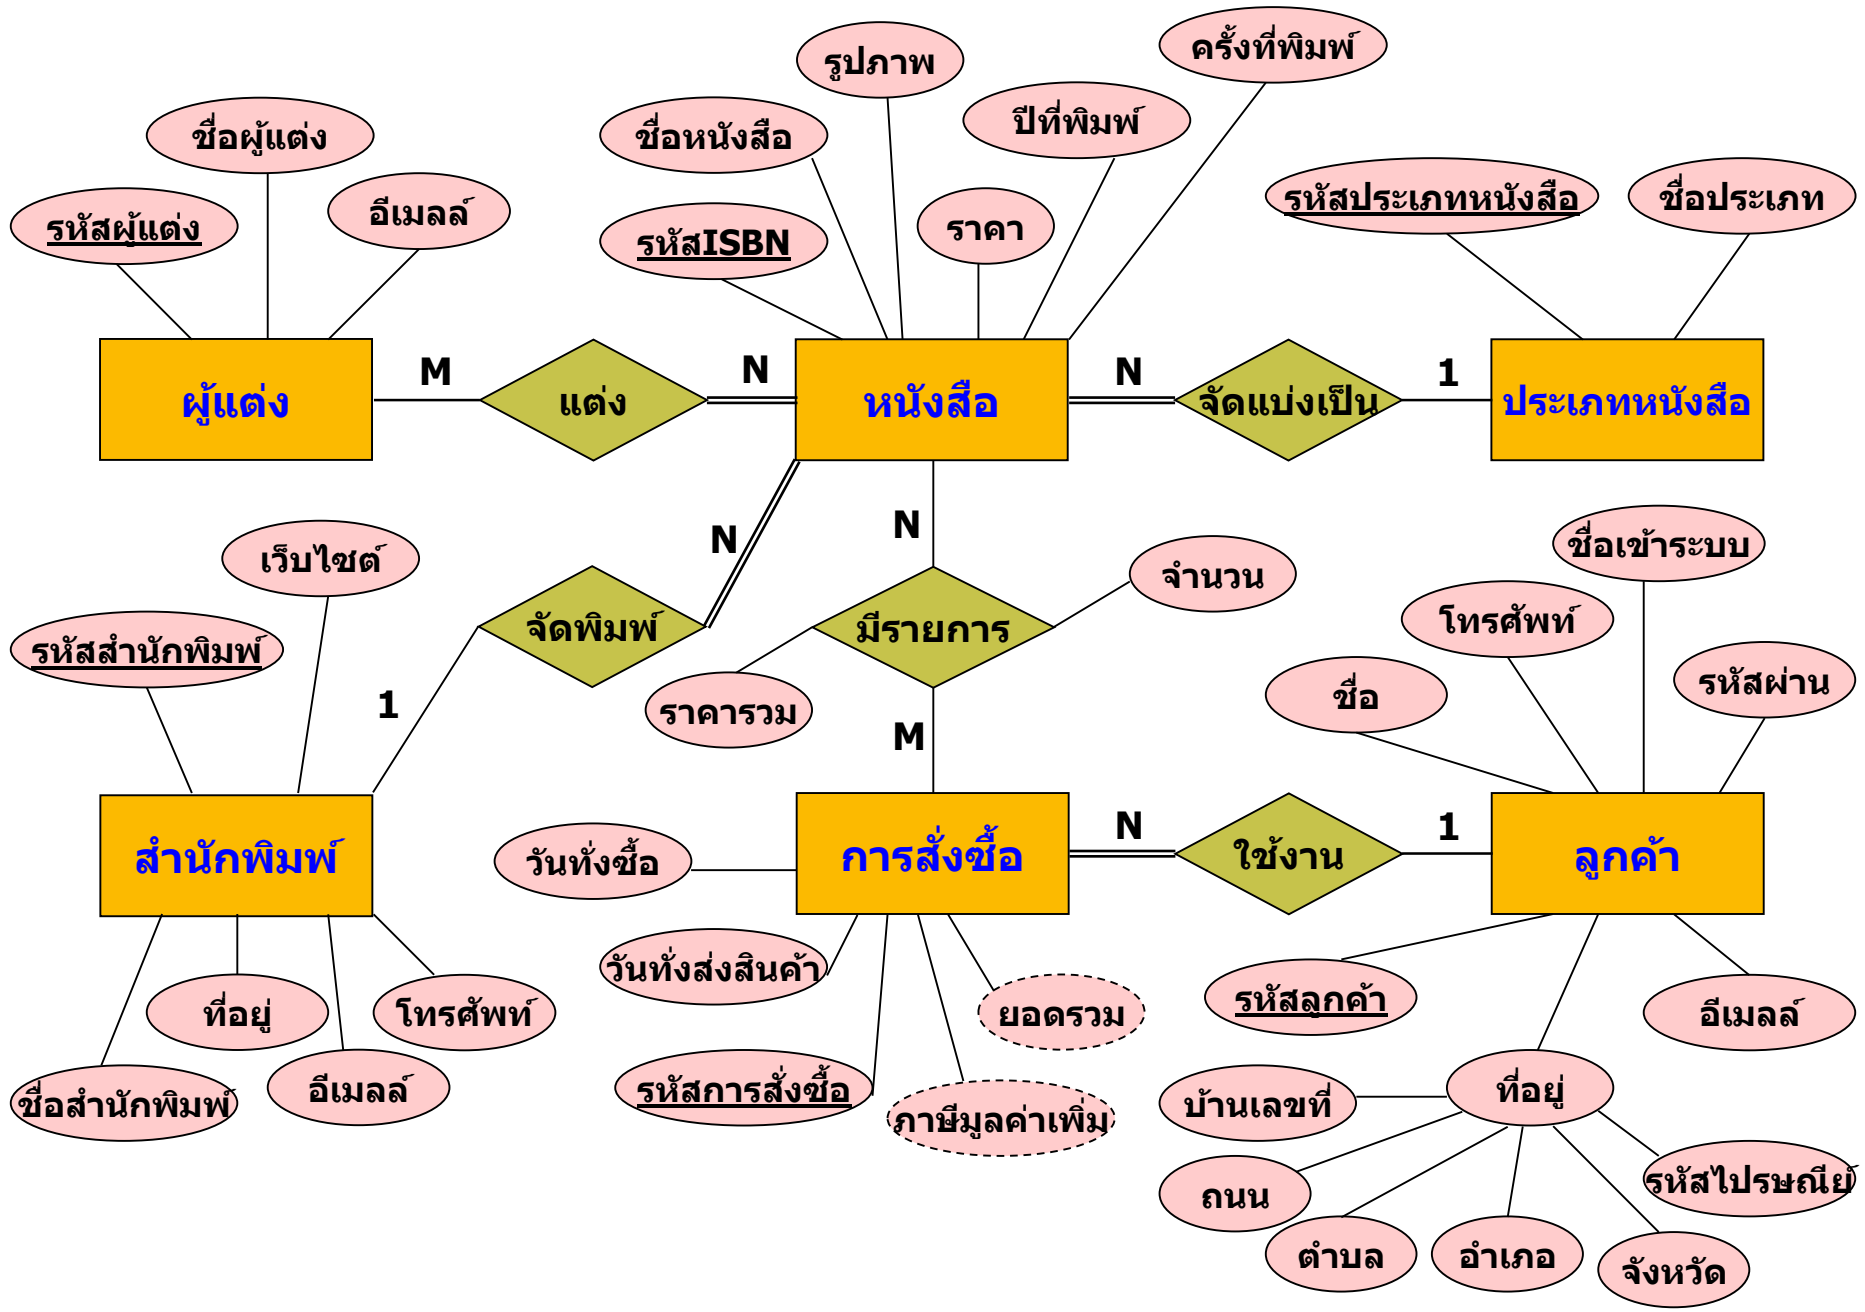 ครั้งที่พิมพ์
รูปภาพ
ปีที่พิมพ์
ชื่อผู้แต่ง
ชื่อหนังสือ
รหัสประเภทหนังสือ
ชื่อประเภท
อีเมลล์
รหัสผู้แต่ง
รหัสISBN
ราคา
M
N
N
1
ผู้แต่ง
แต่ง
หนังสือ
จัดแบ่งเป็น
ประเภทหนังสือ
N
N
ชื่อเข้าระบบ
เว็บไซต์
จำนวน
โทรศัพท์
จัดพิมพ์
มีรายการ
รหัสสำนักพิมพ์
รหัสผ่าน
ชื่อ
1
ราคารวม
M
N
1
สำนักพิมพ์
วันทั่งซื้อ
การสั่งซื้อ
ใช้งาน
ลูกค้า
วันทั่งส่งสินค้า
รหัสลูกค้า
ที่อยู่
โทรศัพท์
ยอดรวม
อีเมลล์
ชื่อสำนักพิมพ์
อีเมลล์
รหัสการสั่งซื้อ
ภาษีมูลค่าเพิ่ม
บ้านเลขที่
ที่อยู่
รหัสไปรษณีย์
ถนน
ตำบล
อำเภอ
จังหวัด